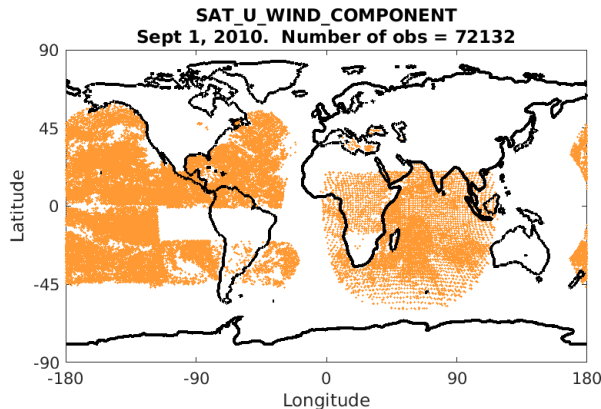 SAT_U_WIND_COMPONENT
Sept 1, 2010.  Number of obs = 72132
90
45
0
-45
-90
Latitude
-180
-90
0
90
180
Longitude